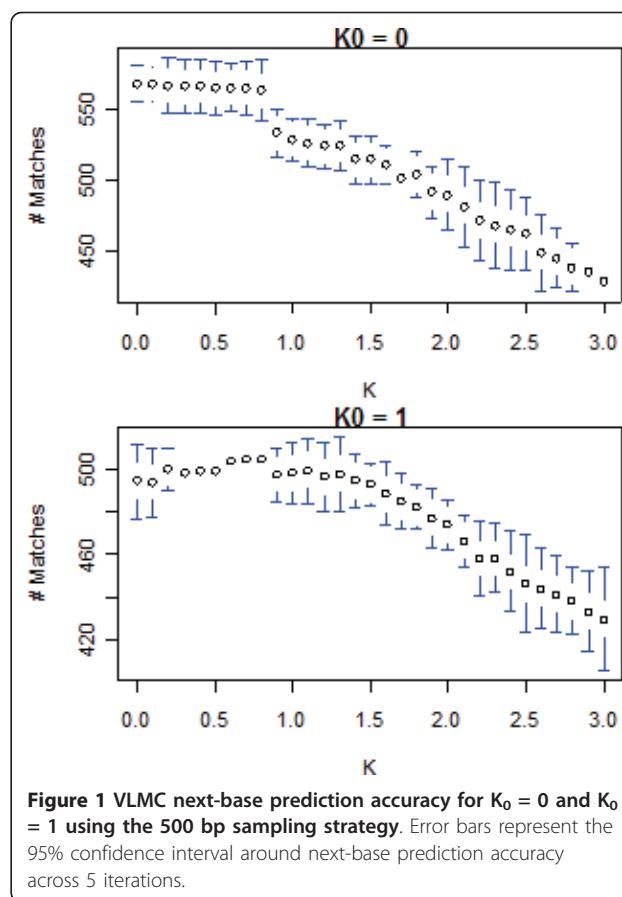 K0 = 0
# Matches
550
500
450
0.0 0.5 1.0 1.5 2.0 2.5 3.0
K
K0 = 1
# Matches
500
460
420
0.0 0.5 1.0 1.5 2.0 2.5 3.0
K
Figure 1 VLMC next-base prediction accuracy for K₀ = 0 and K₀
= 1 using the 500 bp sampling strategy. Error bars represent the
95% confidence interval around next-base prediction accuracy
across 5 iterations.